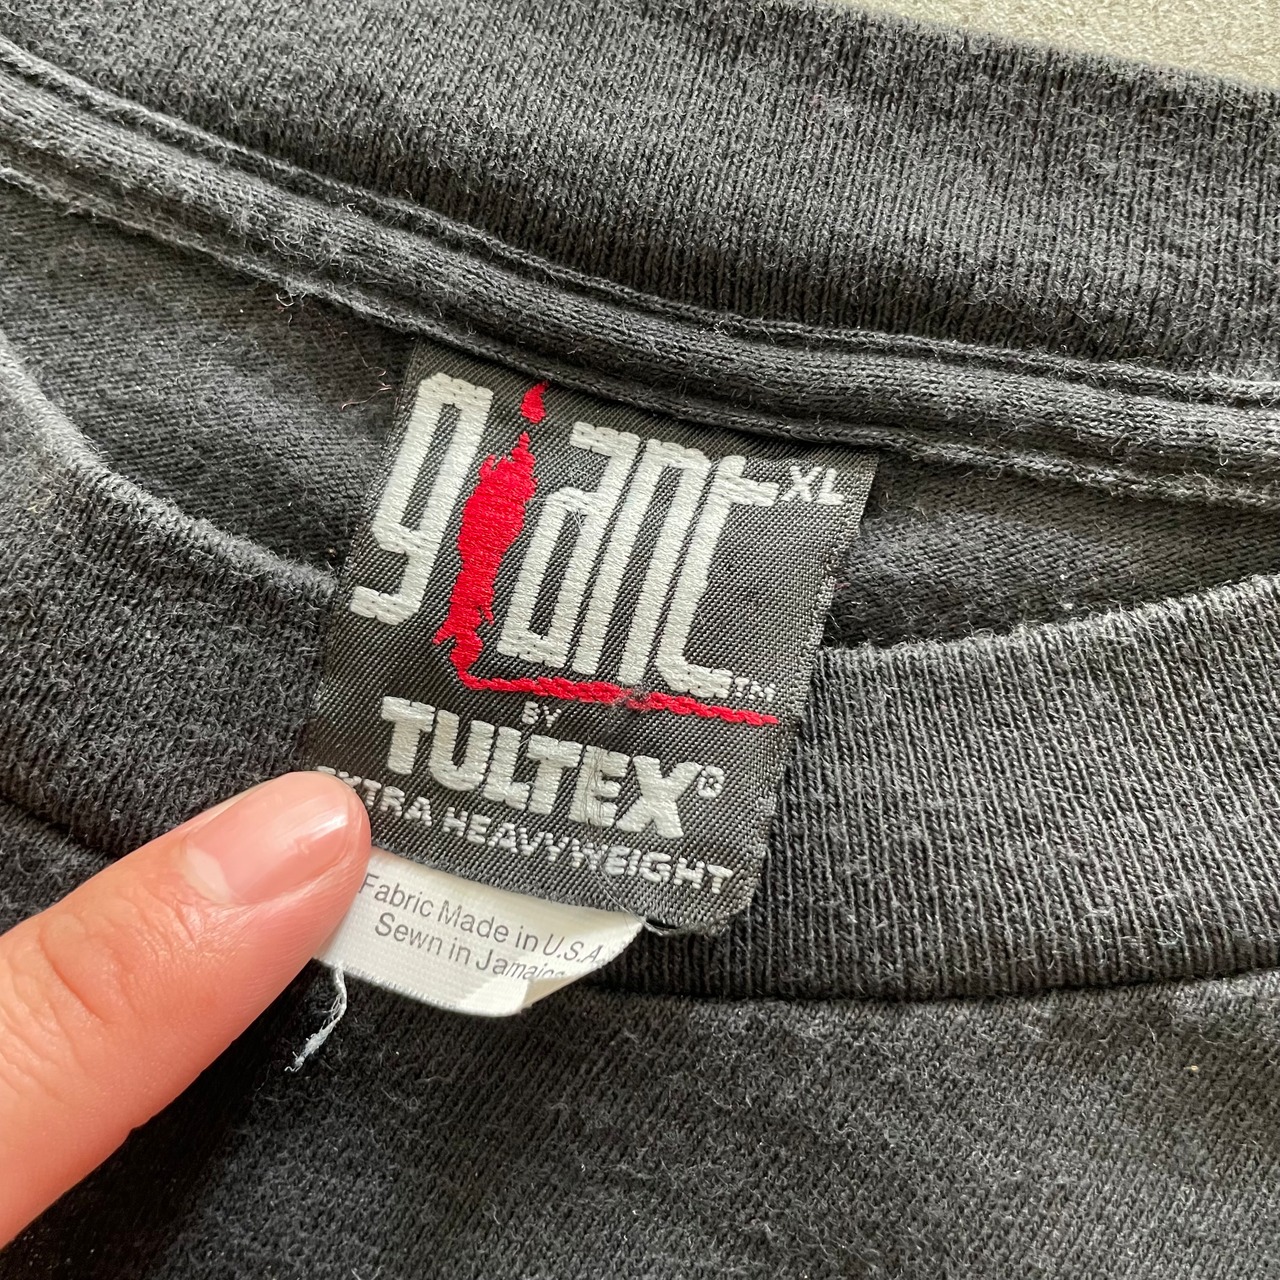 giant XL
TM
BY
TULTEX®
EXTRA HEAVYWEIGHT
Fabric Made in U.S.A.
Sewn in Jamaica